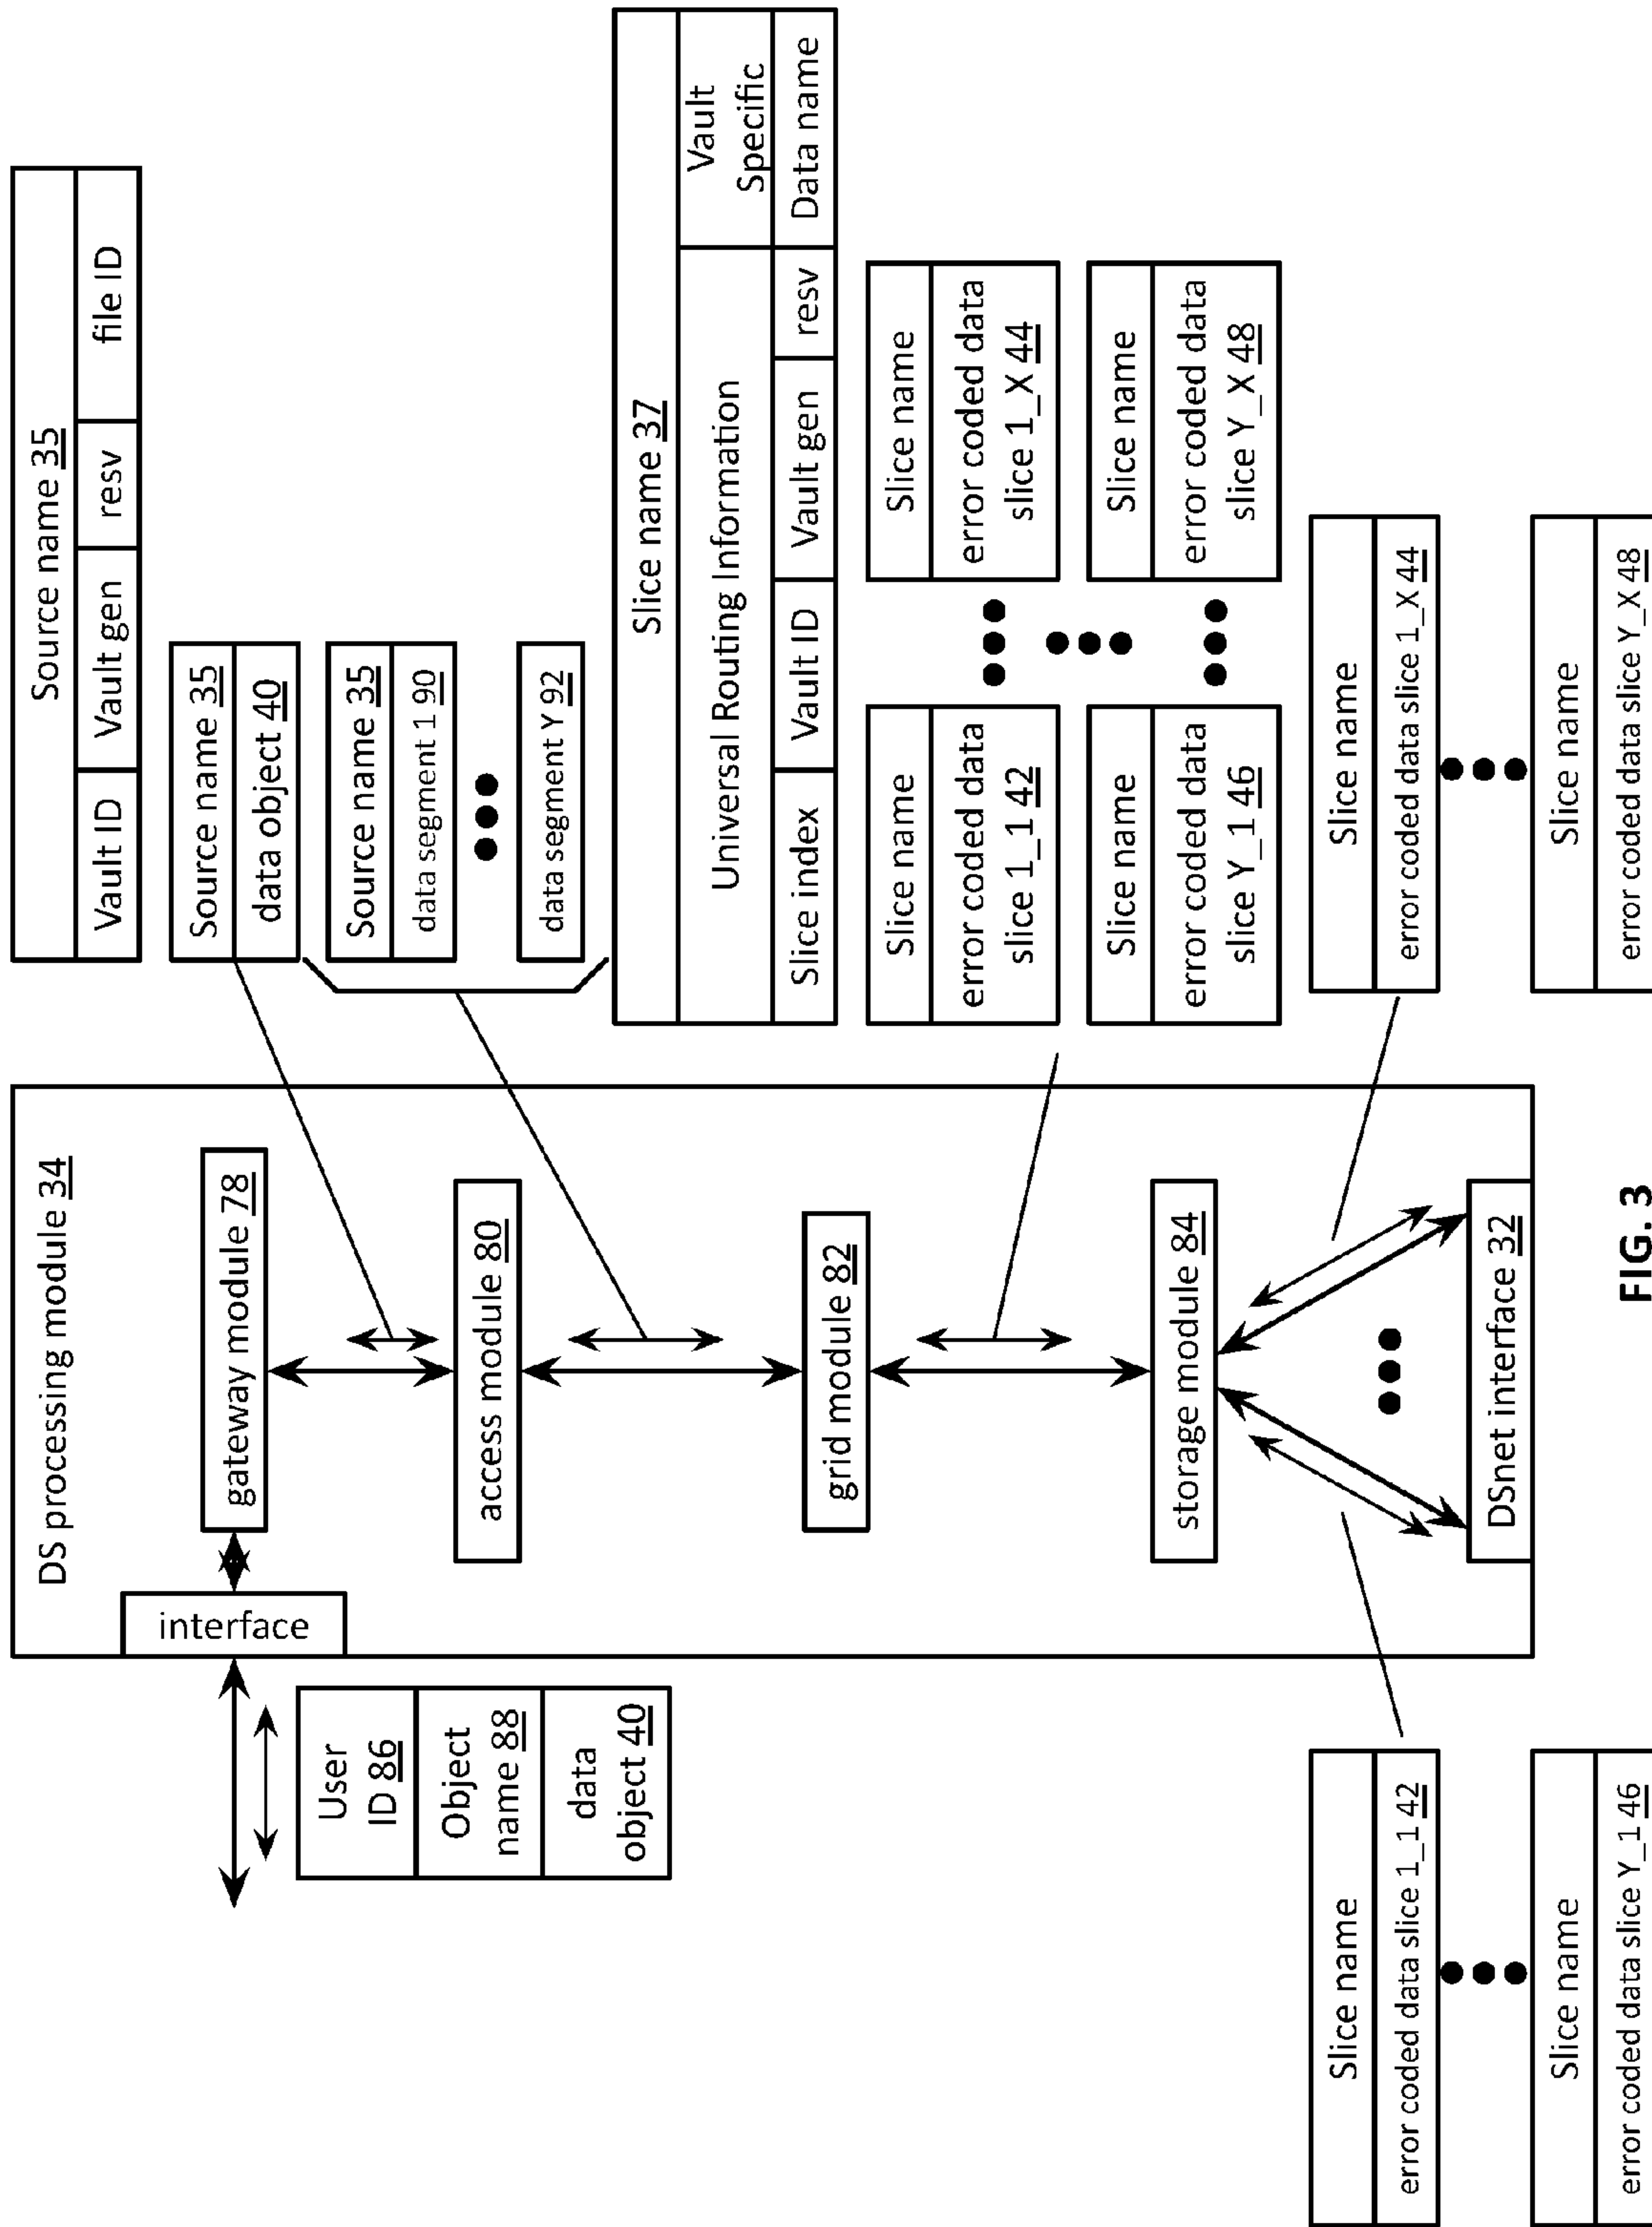 DS processing module 34
interface
gateway module 78
access module 80
grid module 82
storage module 84
DSnet interface 32
User
ID 86
Object
name 88
data
object 40
Source name 35
Vault ID
Vault gen
resv
file ID
Source name 35
data object 40
Source name 35
data segment 1 90
data segment Y 92
Slice name 37
Universal Routing Information
Vault
Specific
Slice index
Vault ID
Vault gen
resv
Data name
Slice name
error coded data
slice 1_1 42
Slice name
error coded data
slice 1_X 44
Slice name
error coded data
slice Y_1 46
Slice name
error coded data
slice Y_X 48
Slice name
error coded data slice 1_1 42
Slice name
error coded data slice Y_1 46
Slice name
error coded data slice 1_X 44
Slice name
error coded data slice Y_X 48
FIG. 3